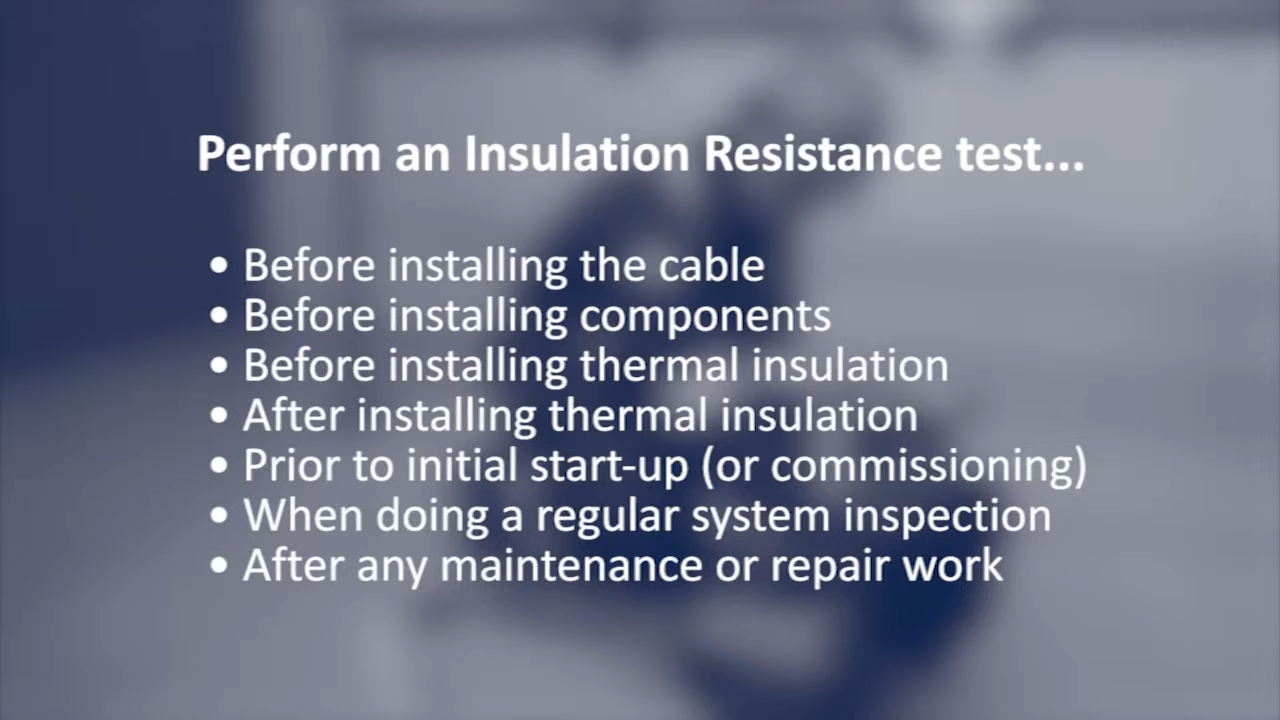 Perform an Insulation Resistance test...
• Before installing the cable
• Before installing components
• Before installing thermal insulation
• After installing thermal insulation
• Prior to initial start-up (or commissioning)
• When doing a regular system inspection
• After any maintenance or repair work